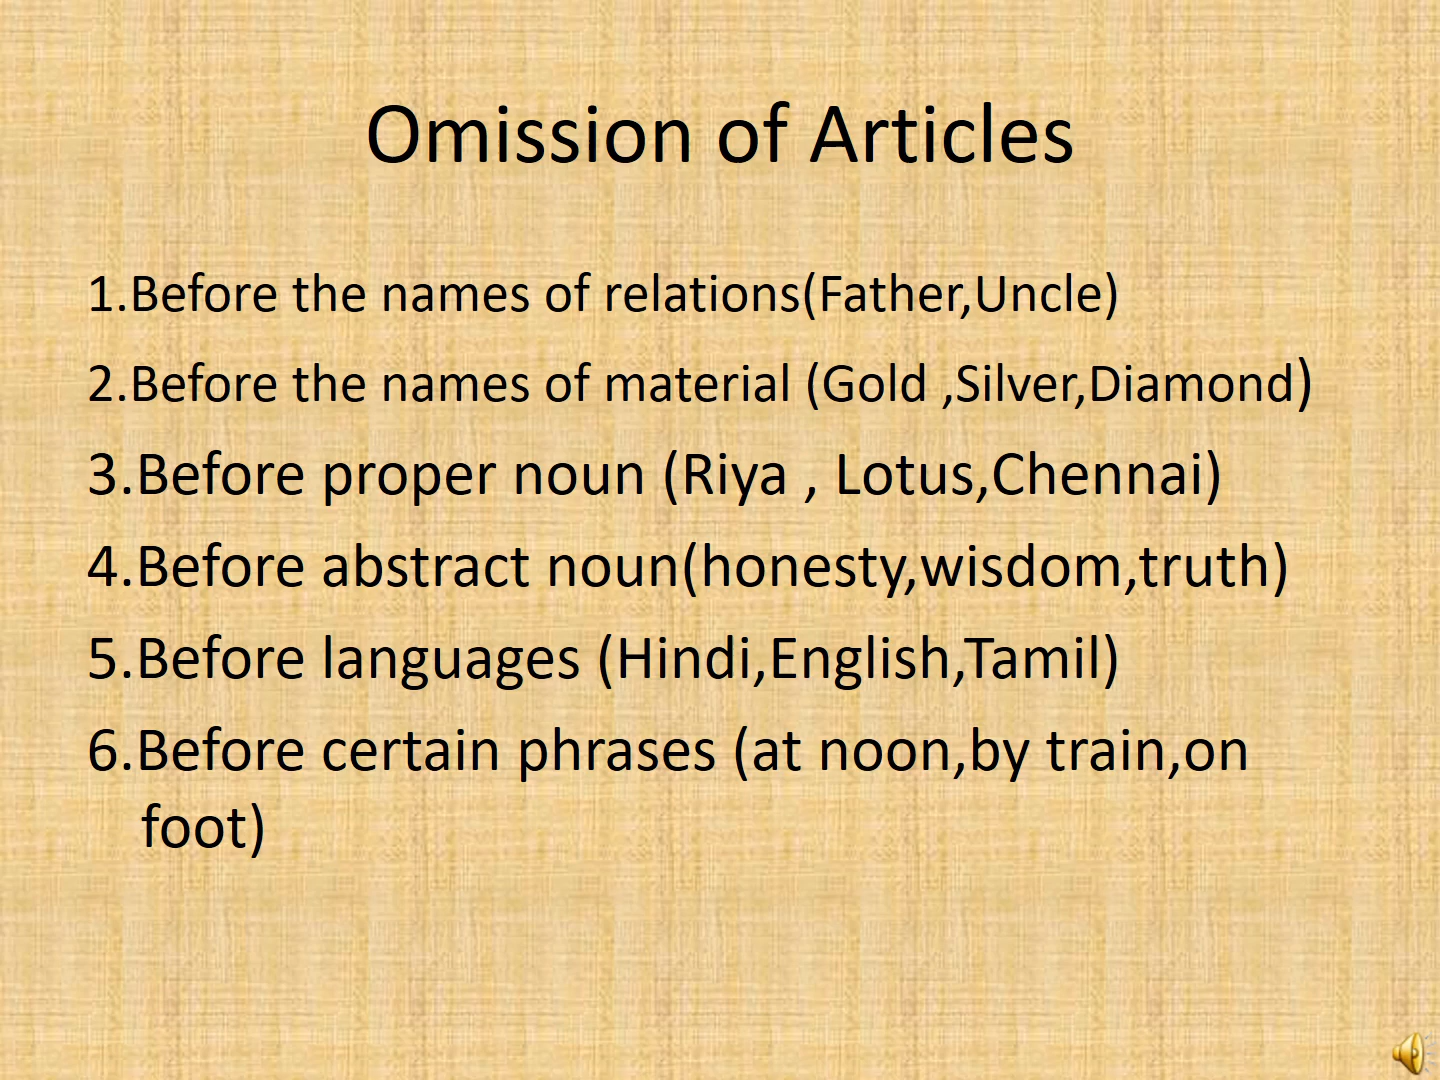 Omission of Articles
1.Before the names of relations(Father,Uncle)
2.Before the names of material (Gold ,Silver,Diamond)
3.Before proper noun (Riya , Lotus,Chennai)
4.Before abstract noun(honesty,wisdom,truth)
5.Before languages (Hindi,English,Tamil)
6.Before certain phrases (at noon,by train,on
foot)